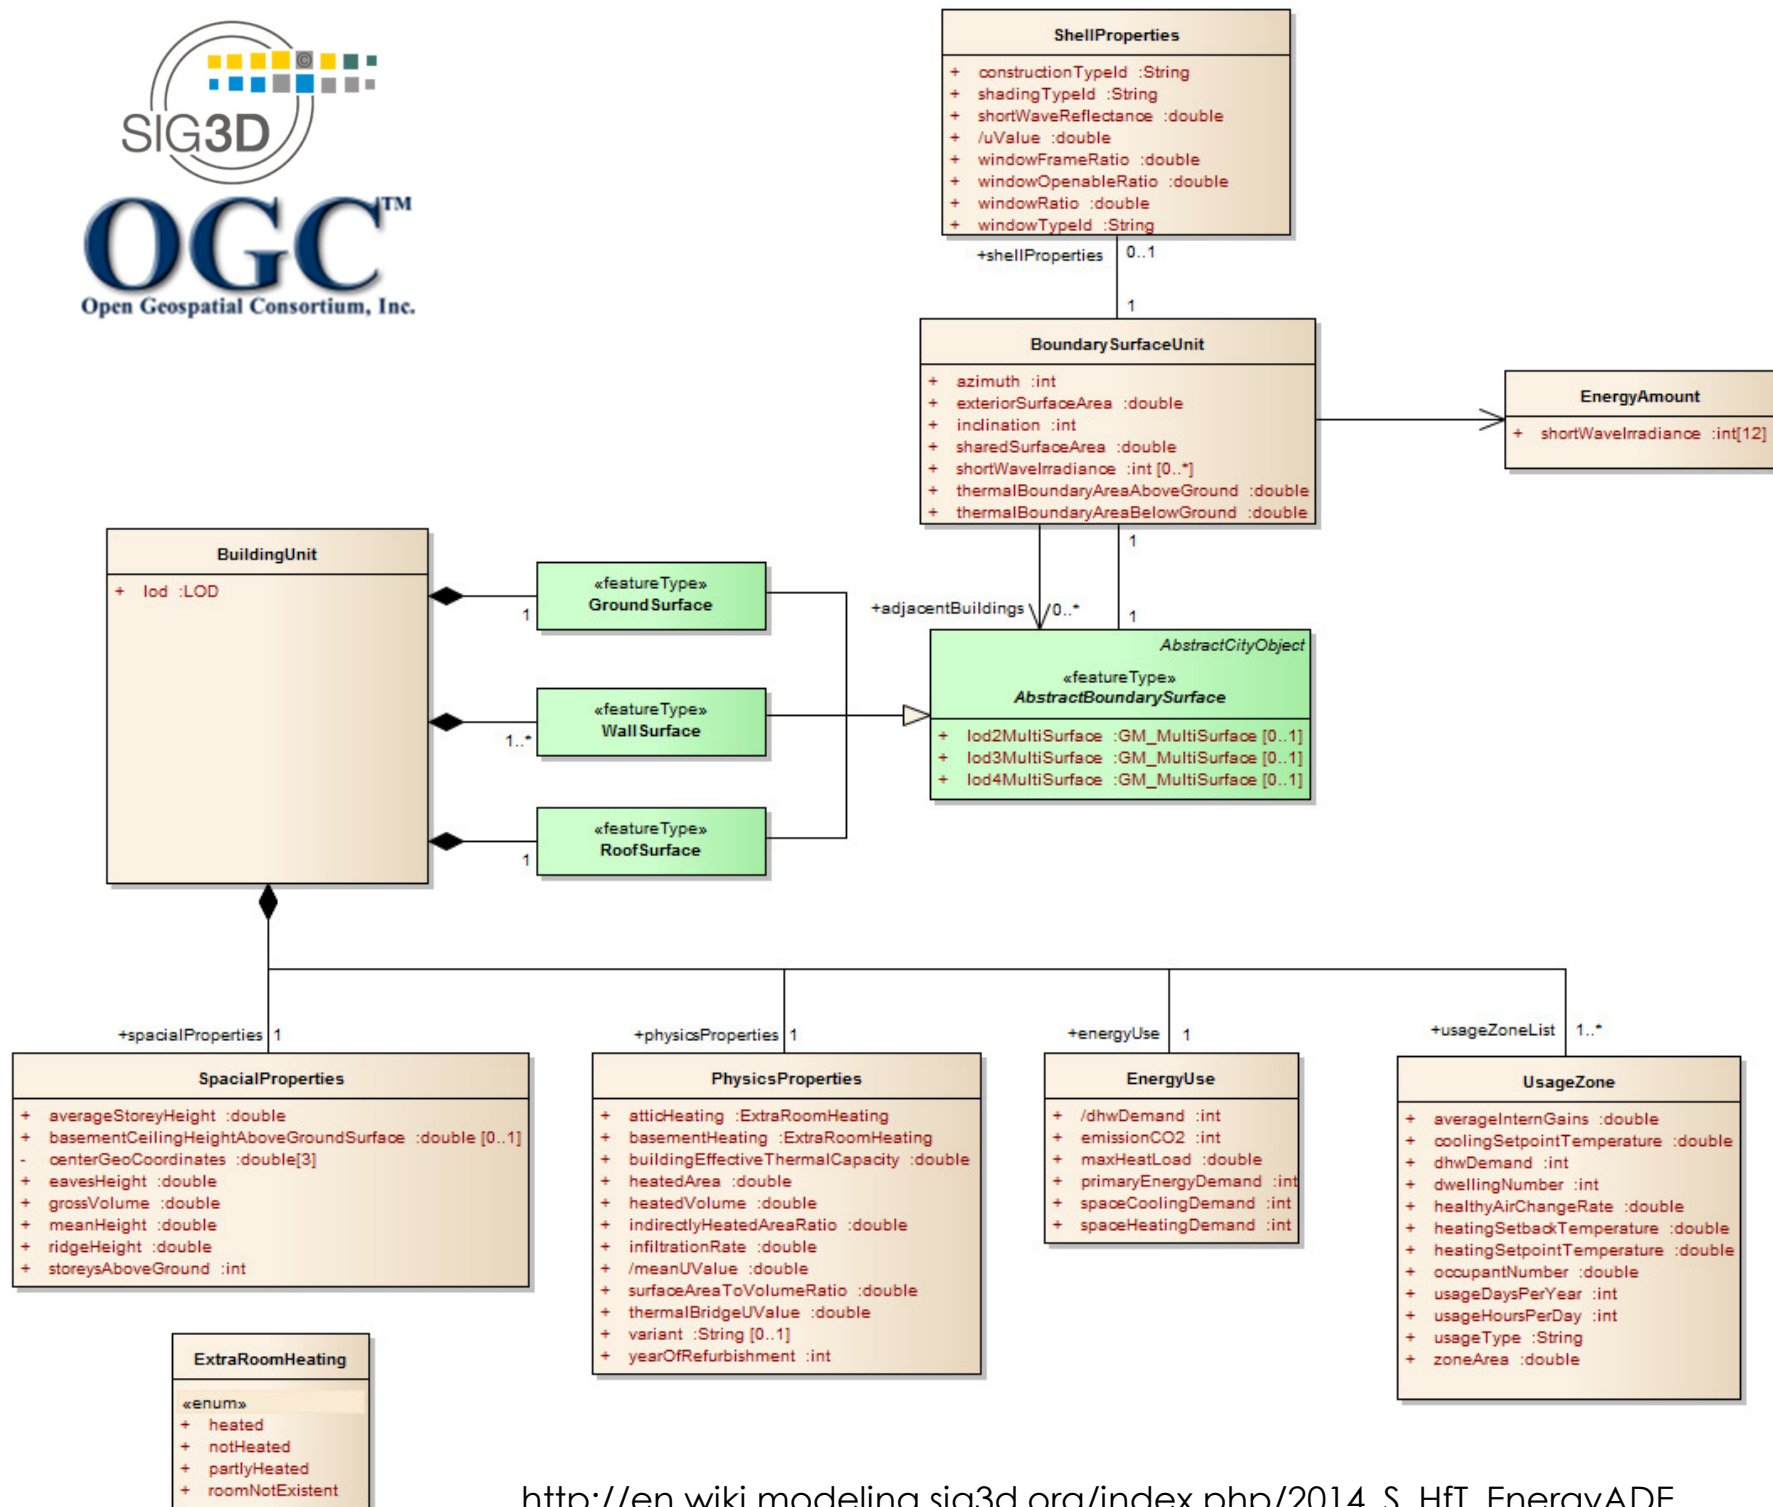 SIG3D
OGC™
Open Geospatial Consortium, Inc.
ShellProperties
+ constructionTypeId :String
+ shadingTypeId :String
+ shortWaveReflectance :double
+ /uValue :double
+ windowFrameRatio :double
+ windowOpenableRatio :double
+ windowRatio :double
+ windowTypeId :String
+shellProperties 0..1
1
BoundarySurfaceUnit
+ azimuth :int
+ exteriorSurfaceArea :double
+ inclination :int
+ sharedSurfaceArea :double
+ shortWaveIrradiance :int [0..*]
+ thermalBoundaryAreaAboveGround :double
+ thermalBoundaryAreaBelowGround :double
EnergyAmount
+ shortWaveIrradiance :int[12]
1
+adjacentBuildings 0..*
1
BuildingUnit
+ lod :LOD
«featureType»
GroundSurface
1
«featureType»
WallSurface
1..*
«featureType»
RoofSurface
1
AbstractCityObject
«featureType»
AbstractBoundarySurface
+ lod2MultiSurface :GM_MultiSurface [0..1]
+ lod3MultiSurface :GM_MultiSurface [0..1]
+ lod4MultiSurface :GM_MultiSurface [0..1]
+spacialProperties 1
SpacialProperties
+ averageStoreyHeight :double
+ basementCeilingHeightAboveGroundSurface :double [0..1]
- centerGeoCoordinates :double[3]
+ eavesHeight :double
+ grossVolume :double
+ meanHeight :double
+ ridgeHeight :double
+ storeysAboveGround :int
+physicsProperties 1
PhysicsProperties
+ atticHeating :ExtraRoomHeating
+ basementHeating :ExtraRoomHeating
+ buildingEffectiveThermalCapacity :double
+ heatedArea :double
+ heatedVolume :double
+ indirectlyHeatedAreaRatio :double
+ infiltrationRate :double
+ /meanUValue :double
+ surfaceAreaToVolumeRatio :double
+ thermalBridgeUValue :double
+ variant :String [0..1]
+ yearOfRefurbishment :int
+energyUse 1
EnergyUse
+ /dhwDemand :int
+ emissionCO2 :int
+ maxHeatLoad :double
+ primaryEnergyDemand :int
+ spaceCoolingDemand :int
+ spaceHeatingDemand :int
+usageZoneList 1..*
UsageZone
+ averageInternGains :double
+ coolingSetpointTemperature :double
+ dhwDemand :int
+ dwellingNumber :int
+ healthyAirChangeRate :double
+ heatingSetbackTemperature :double
+ heatingSetpointTemperature :double
+ occupantNumber :double
+ usageDaysPerYear :int
+ usageHoursPerDay :int
+ usageType :String
+ zoneArea :double
ExtraRoomHeating
«enum»
+ heated
+ notHeated
+ partlyHeated
+ roomNotExistent
http://en.wiki.modeling.sig3d.org/index.php/2014_S_HfT_EnergyADE